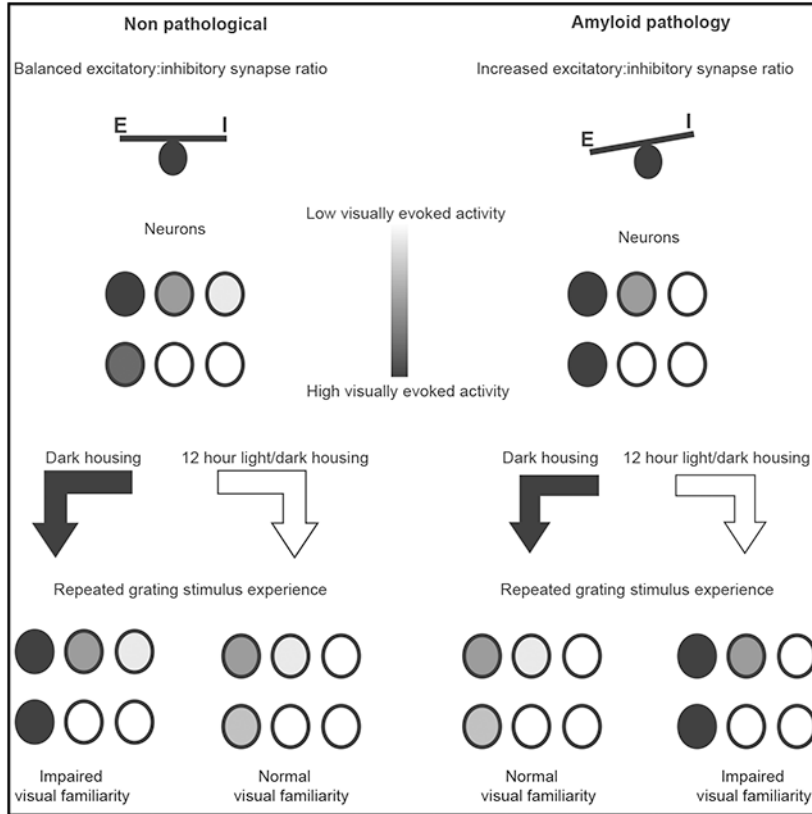 Non pathological
Amyloid pathology
Balanced excitatory:inhibitory synapse ratio
Increased excitatory:inhibitory synapse ratio
E I
E I
Low visually evoked activity
Neurons
Neurons
High visually evoked activity
Dark housing
12 hour light/dark housing
Dark housing
12 hour light/dark housing
Repeated grating stimulus experience
Repeated grating stimulus experience
Impaired
visual familiarity
Normal
visual familiarity
Normal
visual familiarity
Impaired
visual familiarity